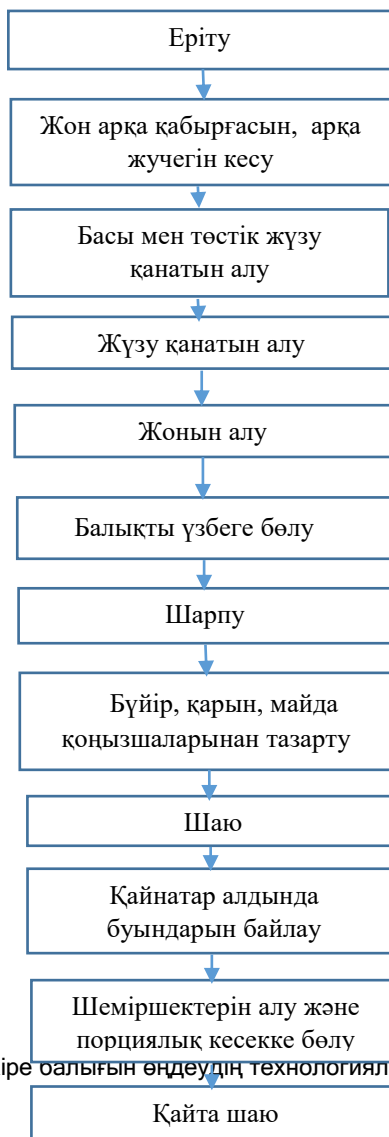 Еріту
Жон арқа қабырғасын, арқа
жучегін кесу
Басы мен төстік жүзу
қанатын алу
Жүзу қанатын алу
Жонын алу
Балықты үзбеге бөлу
Шарпу
Бүйір, қарын, майда
қоңызшаларынан тазарту
Шаю
Қайнатар алдында
буындарын байлау
Шеміршектерін алу және
порциялық кесекке бөлу
балығын өңдеудің
Қайта шаю